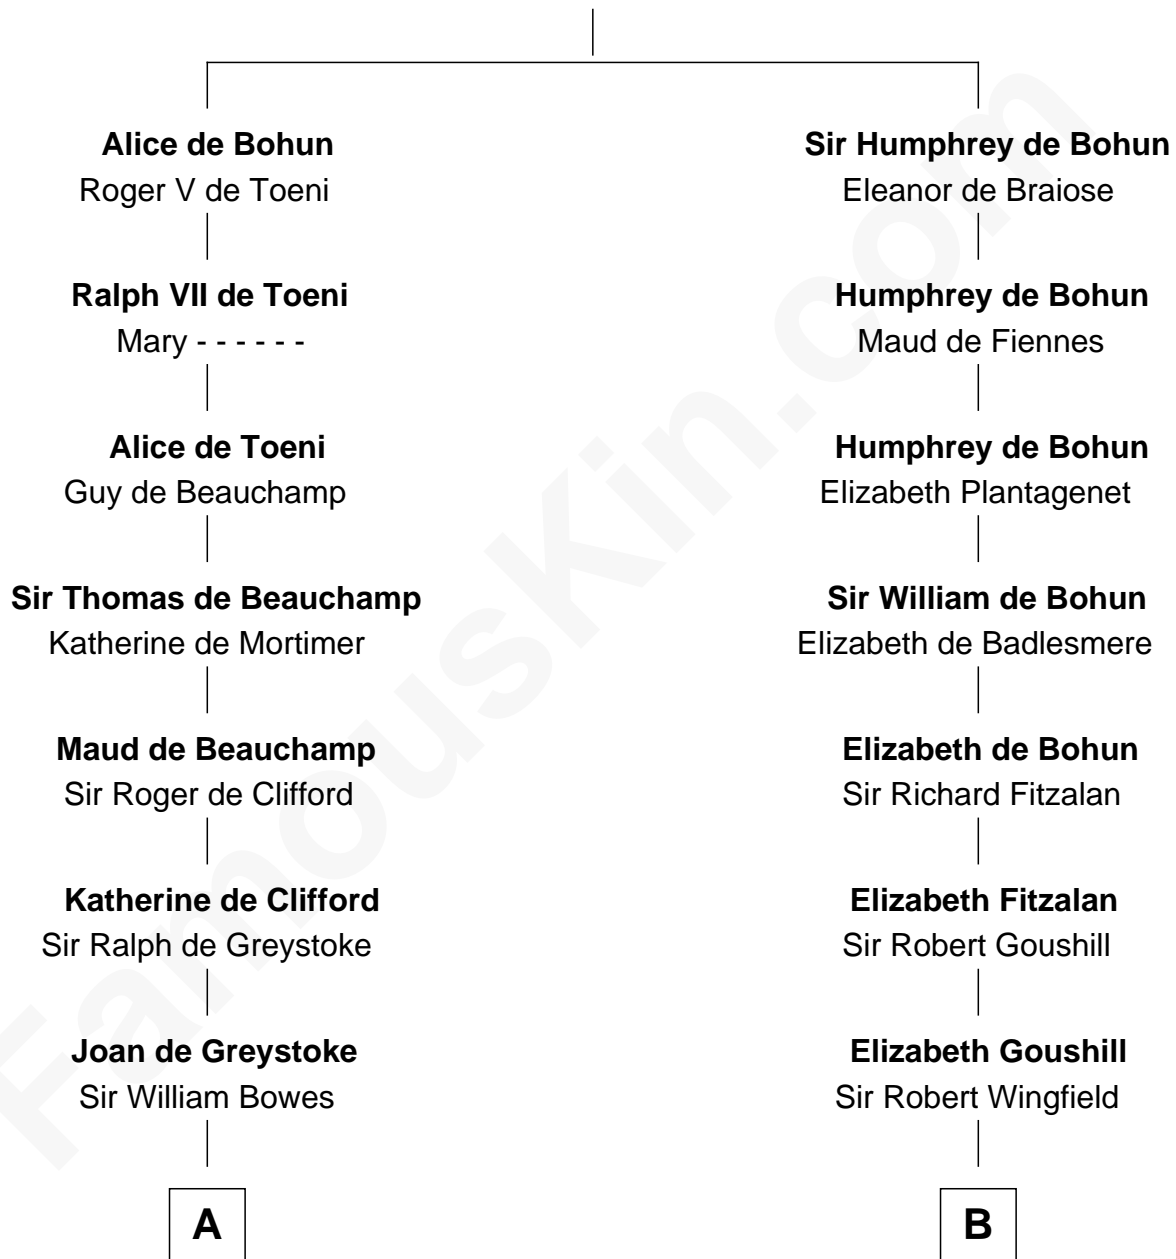 Alice de Bohun
Roger V de Toeni
Ralph VII de Toeni
Mary - - - - - -
Alice de Toeni
Guy de Beauchamp
Sir Thomas de Beauchamp
Katherine de Mortimer
Maud de Beauchamp
Sir Roger de Clifford
Katherine de Clifford
Sir Ralph de Greystoke
Joan de Greystoke
Sir William Bowes
A
Sir Humphrey de Bohun
Eleanor de Braiose
Humphrey de Bohun
Maud de Fiennes
Humphrey de Bohun
Elizabeth Plantagenet
Sir William de Bohun
Elizabeth de Badlesmere
Elizabeth de Bohun
Sir Richard Fitzalan
Elizabeth Fitzalan
Sir Robert Goushill
Elizabeth Goushill
Sir Robert Wingfield
B
FamousKin.com